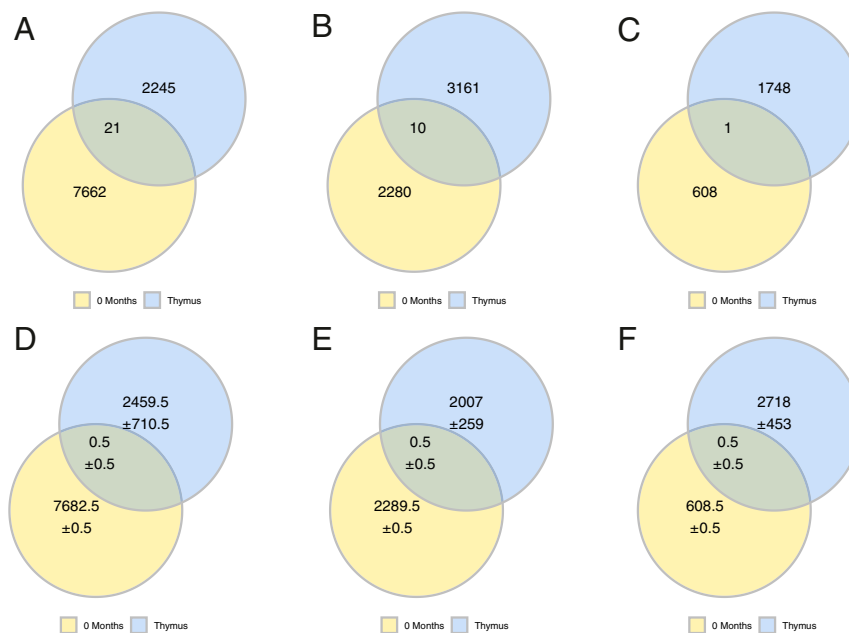 A
2245
21
7662
0 Months
Thymus
B
3161
10
2280
0 Months
Thymus
C
1748
1
608
0 Months
Thymus
D
2459.5
±710.5
0.5
±0.5
7682.5
±0.5
0 Months
Thymus
E
2007
±259
0.5
±0.5
2289.5
±0.5
0 Months
Thymus
F
2718
±453
0.5
±0.5
608.5
±0.5
0 Months
Thymus